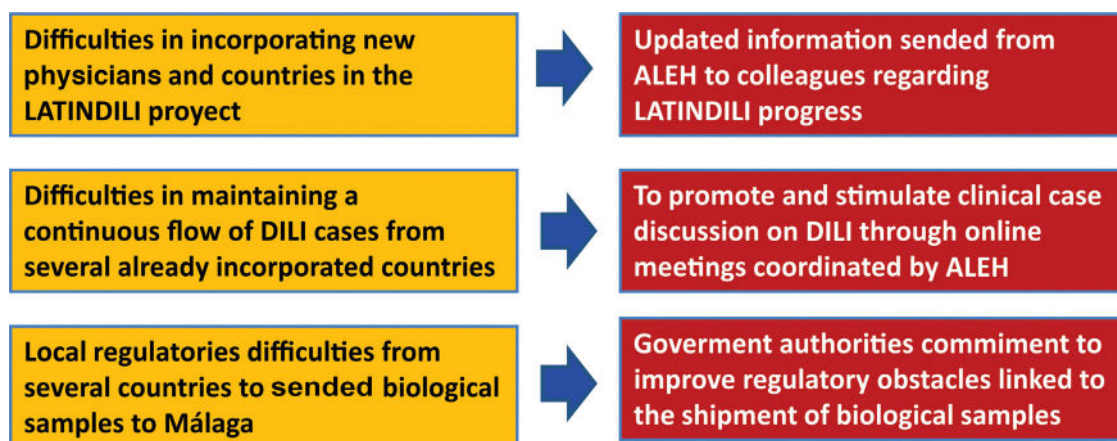 Difficulties in incorporating new
physicians and countries in the
LATINDILI proyect
Updated information sended from
ALEH to colleagues regarding
LATINDILI progress
Difficulties in maintaining a
continuous flow of DILI cases from
several already incorporated countries
To promote and stimulate clinical case
discussion on DILI through online
meetings coordinated by ALEH
Local regulatories difficulties from
several countries to sended biological
samples to Málaga
Goverment authorities commiment to
improve regulatory obstacles linked to
the shipment of biological samples